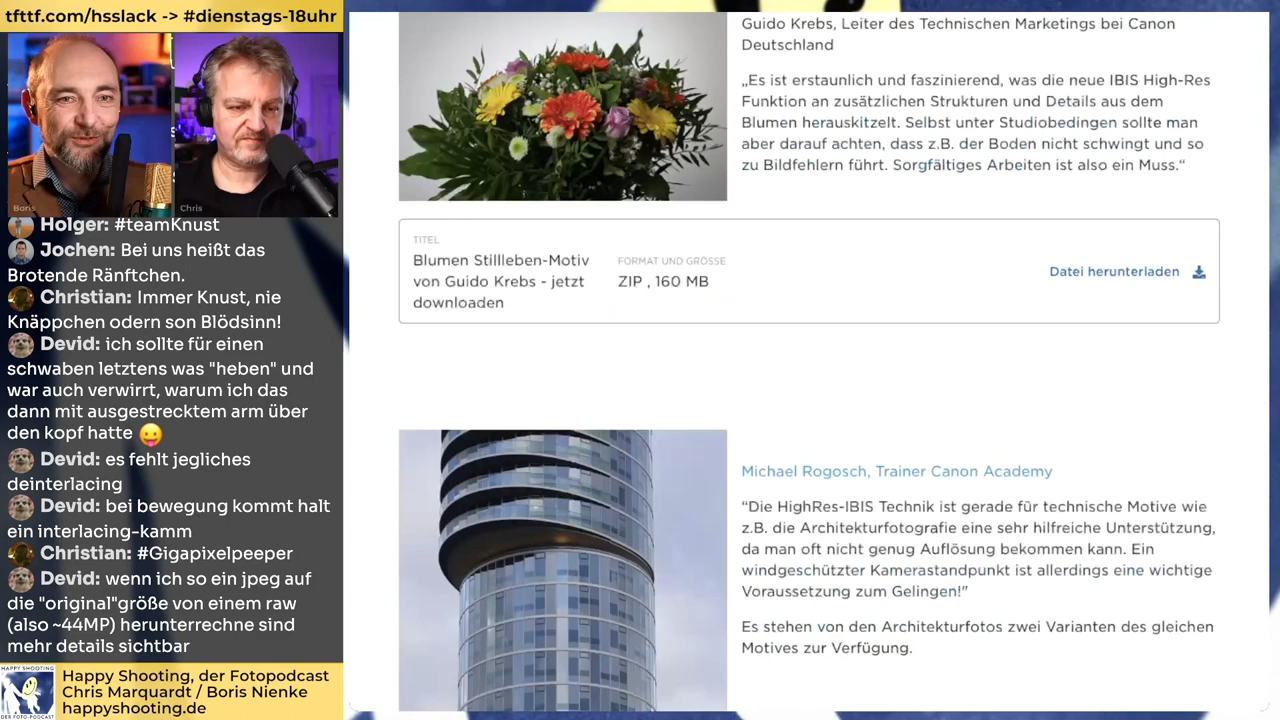 tfttf.com/hsslack -> #dienstags-18uhr
Boris
Chris
Holger: #teamKnust
Jochen: Bei uns heißt das
Brotende Ränftchen.
Christian: Immer Knust, nie
Knäppchen odern son Blödsinn!
Devid: ich sollte für einen
schwaben letztens was "heben" und
war auch verwirrt, warum ich das
dann mit ausgestrecktem arm über
den kopf hatte 😛
Devid: es fehlt jegliches
deinterlacing
Devid: bei bewegung kommt halt
ein interlacing-kamm
Christian: #Gigapixelpeeper
Devid: wenn ich so ein jpeg auf
die "original"größe von einem raw
(also ~44MP) herunterrechne sind
mehr details sichtbar
HAPPY SHOOTING
DER FOTO-PODCAST
Happy Shooting, der Fotopodcast
Chris Marquardt / Boris Nienke
happyshooting.de
Guido Krebs, Leiter des Technischen Marketings bei Canon
Deutschland
„Es ist erstaunlich und faszinierend, was die neue IBIS High-Res
Funktion an zusätzlichen Strukturen und Details aus dem
Blumen herauskitzelt. Selbst unter Studiobedingen sollte man
aber darauf achten, dass z.B. der Boden nicht schwingt und so
zu Bildfehlern führt. Sorgfältiges Arbeiten ist also ein Muss.“
TITEL
Blumen Stillleben-Motiv
von Guido Krebs - jetzt
downloaden
FORMAT UND GRÖSSE
ZIP , 160 MB
Datei herunterladen
Michael Rogosch, Trainer Canon Academy
“Die HighRes-IBIS Technik ist gerade für technische Motive wie
z.B. die Architekturfotografie eine sehr hilfreiche Unterstützung,
da man oft nicht genug Auflösung bekommen kann. Ein
windgeschützter Kamerastandpunkt ist allerdings eine wichtige
Voraussetzung zum Gelingen!"
Es stehen von den Architekturfotos zwei Varianten des gleichen
Motives zur Verfügung.